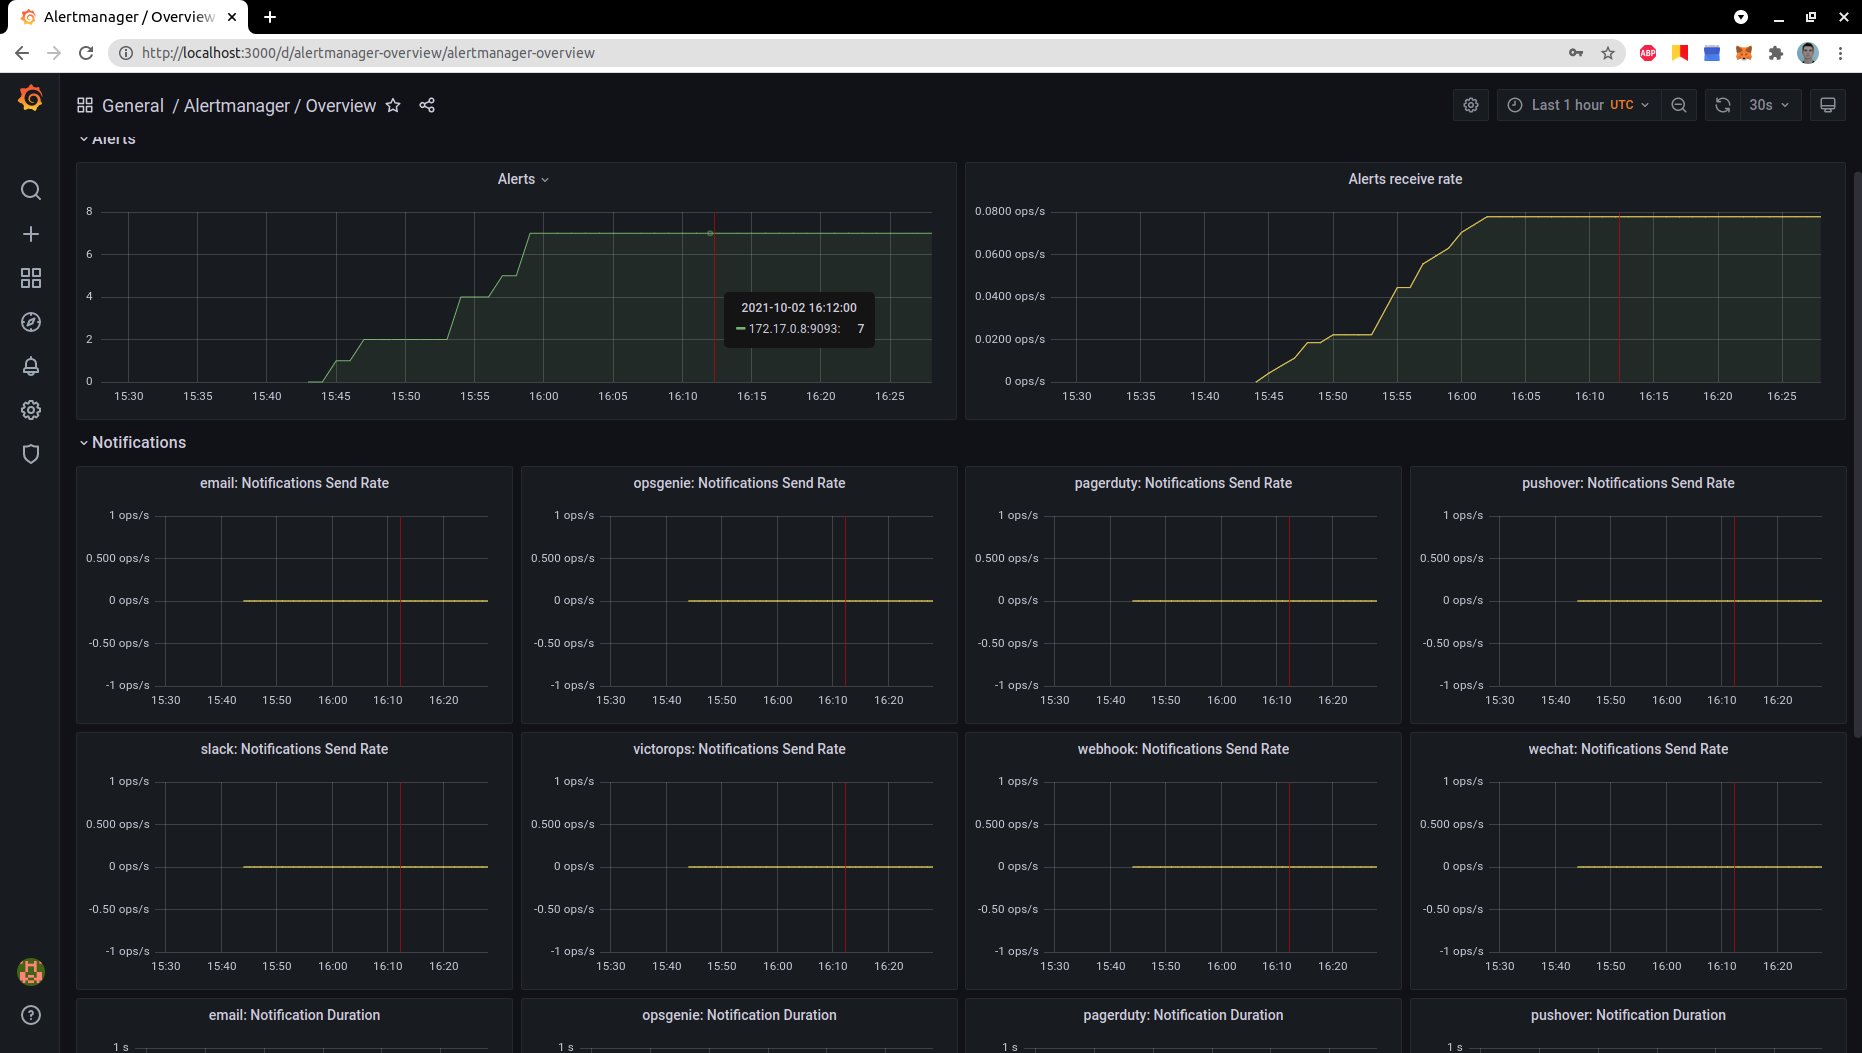 Alertmanager / Overview
http://localhost:3000/d/alertmanager-overview/alertmanager-overview
ABP
General / Alertmanager / Overview
Last 1 hour UTC
30s
Alerts
Alerts
8
6
4
2
0
15:30 15:35 15:40 15:45 15:50 15:55 16:00 16:05 16:10 16:15 16:20 16:25
2021-10-02 16:12:00
172.17.0.8:9093: 7
Alerts receive rate
0.0800 ops/s
0.0600 ops/s
0.0400 ops/s
0.0200 ops/s
0 ops/s
15:30 15:35 15:40 15:45 15:50 15:55 16:00 16:05 16:10 16:15 16:20 16:25
Notifications
email: Notifications Send Rate
1 ops/s
0.500 ops/s
0 ops/s
-0.50 ops/s
-1 ops/s
15:30 15:40 15:50 16:00 16:10 16:20
opsgenie: Notifications Send Rate
1 ops/s
0.500 ops/s
0 ops/s
-0.50 ops/s
-1 ops/s
15:30 15:40 15:50 16:00 16:10 16:20
pagerduty: Notifications Send Rate
1 ops/s
0.500 ops/s
0 ops/s
-0.50 ops/s
-1 ops/s
15:30 15:40 15:50 16:00 16:10 16:20
pushover: Notifications Send Rate
1 ops/s
0.500 ops/s
0 ops/s
-0.50 ops/s
-1 ops/s
15:30 15:40 15:50 16:00 16:10 16:20
slack: Notifications Send Rate
1 ops/s
0.500 ops/s
0 ops/s
-0.50 ops/s
-1 ops/s
15:30 15:40 15:50 16:00 16:10 16:20
victorops: Notifications Send Rate
1 ops/s
0.500 ops/s
0 ops/s
-0.50 ops/s
-1 ops/s
15:30 15:40 15:50 16:00 16:10 16:20
webhook: Notifications Send Rate
1 ops/s
0.500 ops/s
0 ops/s
-0.50 ops/s
-1 ops/s
15:30 15:40 15:50 16:00 16:10 16:20
wechat: Notifications Send Rate
1 ops/s
0.500 ops/s
0 ops/s
-0.50 ops/s
-1 ops/s
15:30 15:40 15:50 16:00 16:10 16:20
email: Notification Duration
1 s
opsgenie: Notification Duration
1 s
pagerduty: Notification Duration
1 s
pushover: Notification Duration
1 s